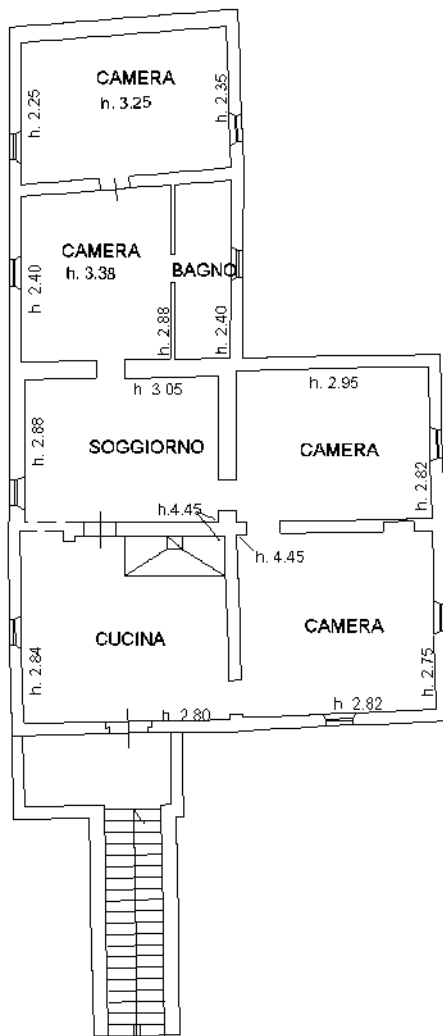 CAMERA
h. 3.25
h. 2.25
h. 2.35
CAMERA
h. 3.38
BAGNO
h 2.40
h. 2.88
h. 2.40
h 3.05
h. 2.95
h. 2.88
SOGGIORNO
CAMERA
h. 2.82
h.4.45
h. 4.45
CUCINA
CAMERA
h. 2.84
h. 2.75
h. 2.80
h. 2.82